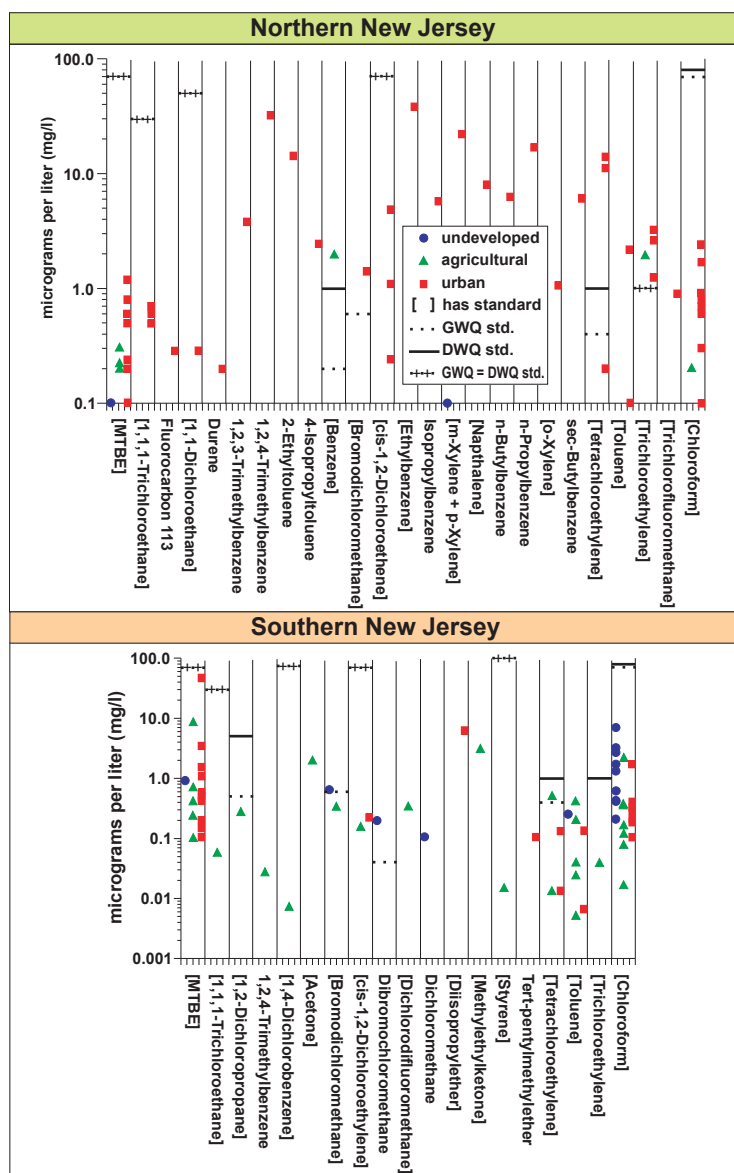 Northern New Jersey
micrograms per liter (mg/l)
100.0
10.0
1.0
0.1
undeveloped
agricultural
urban
[ ] has standard
GWQ std.
DWQ std.
GWQ = DWQ std.
[MTBE]
[1,1,1-Trichloroethane]
Fluorocarbon 113
[1,1-Dichloroethane]
Durene
1,2,3-Trimethylbenzene
1,2,4-Trimethylbenzene
2-Ethyltoluene
4-Isopropyltoluene
[Benzene]
[Bromodichloromethane]
[cis-1,2-Dichloroethene]
[Ethylbenzene]
Isopropylbenzene
[m-Xylene + p-Xylene]
[Napthalene]
n-Butylbenzene
n-Propylbenzene
[o-Xylene]
sec-Butylbenzene
[Tetrachloroethylene]
[Toluene]
[Trichloroethylene]
[Trichlorofluoromethane]
[Chloroform]
Southern New Jersey
micrograms per liter (mg/l)
100.0
10.0
1.0
0.1
0.01
0.001
[MTBE]
[1,1,1-Trichloroethane]
[1,2-Dichloropropane]
1,2,4-Trimethylbenzene
[1,4-Dichlorobenzene]
[Acetone]
[Bromodichloromethane]
[cis-1,2-Dichloroethylene]
Dibromochloromethane
[Dichlorodifluoromethane]
Dichloromethane
[Diisopropylether]
[Methylethylketone]
[Styrene]
Tert-pentylmethylether
[Tetrachloroethylene]
[Toluene]
[Trichloroethylene]
[Chloroform]